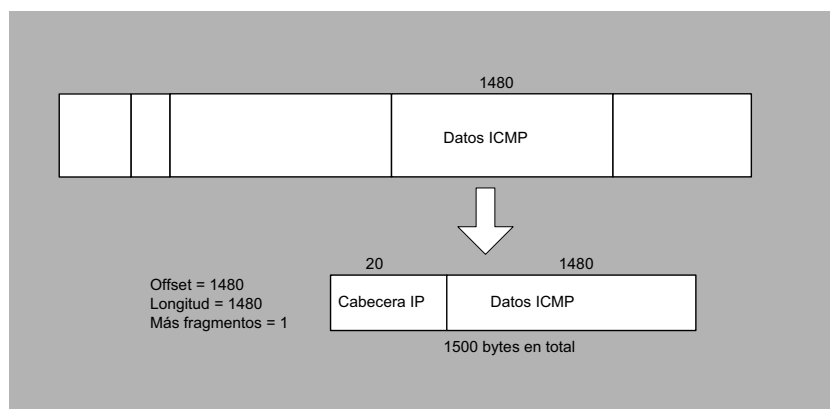 1480
Datos ICMP
20
1480
Offset = 1480
Longitud = 1480
Más fragmentos = 1
Cabecera IP
Datos ICMP
1500 bytes en total